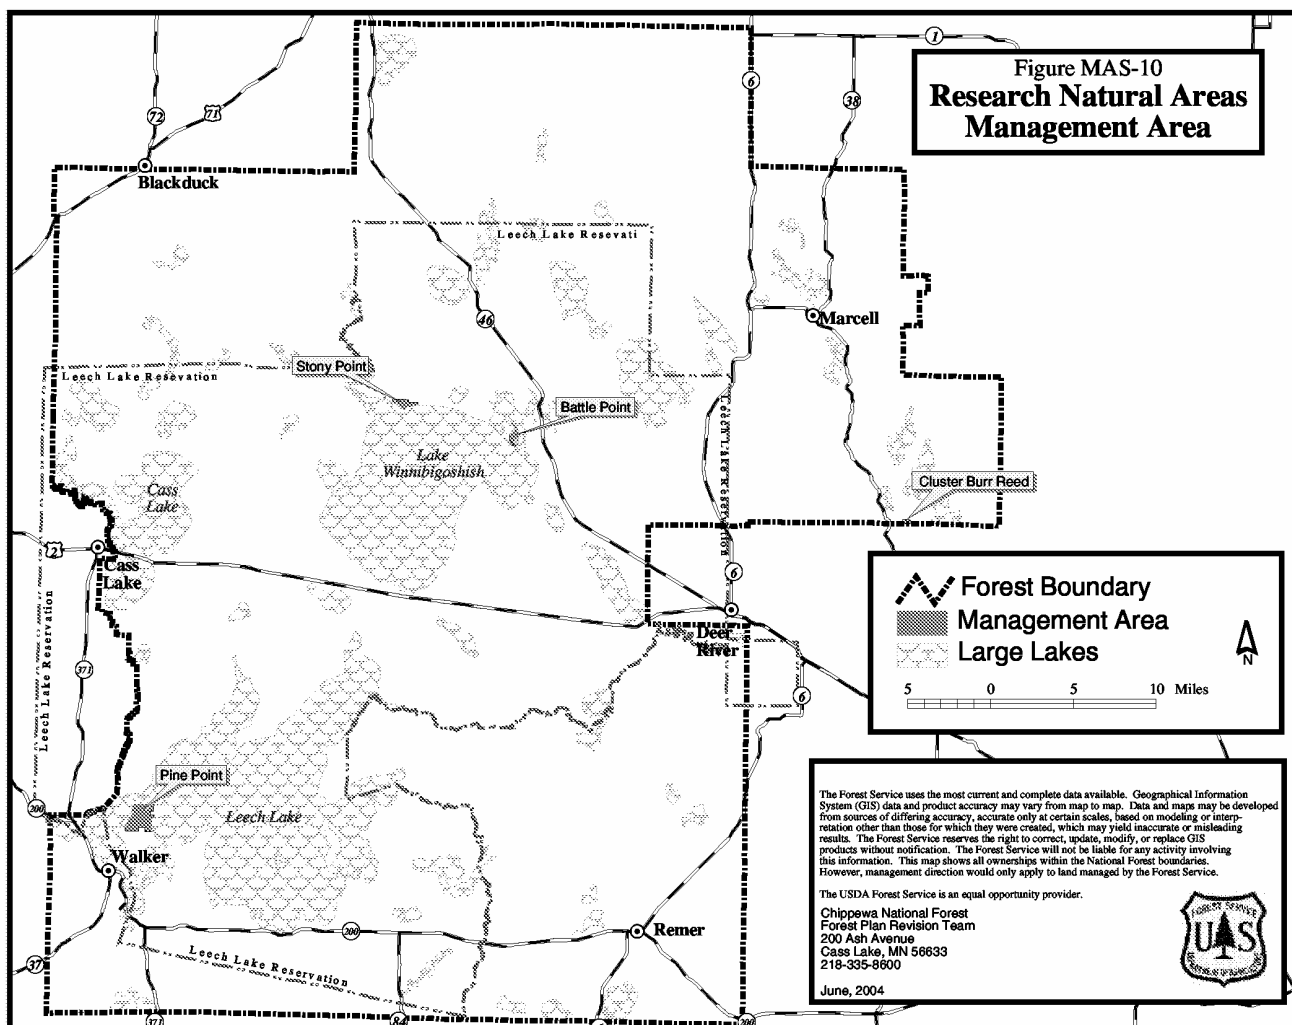 Figure MAS-10
Research Natural Areas
Management Area
1
6
38
72
71
Blackduck
Leech Lake Resevati
46
Marcell
Stony Point
Leech Lake Resevation
Battle Point
Leech Lake Reservation
Lake
Winnibigoshish
Cass
Lake
Cluster Burr Reed
2
Cass
Lake
6
Deer
River
Leech Lake Reservation
371
6
Forest Boundary
Management Area
Large Lakes
N
5 0 5 10 Miles
Pine Point
200
Leech Lake
Walker
200
Remer
37
Leech Lake Reservation
371
84
6
200
The Forest Service uses the most current and complete data available. Geographical Information
System (GIS) data and product accuracy may vary from map to map. Data and maps may be developed
from sources of differing accuracy, accurate only at certain scales, based on modeling or interp-
retation other than those for which they were created, which may yield inaccurate or misleading
results. The Forest Service reserves the right to correct, update, modify, or replace GIS
products without notification. The Forest Service will not be liable for any activity involving
this information. This map shows all ownerships within the National Forest boundaries.
However, management direction would only apply to land managed by the Forest Service.
The USDA Forest Service is an equal opportunity provider.
Chippewa National Forest
Forest Plan Revision Team
200 Ash Avenue
Cass Lake, MN 56633
218-335-8600
June, 2004
FOREST SERVICE
U S